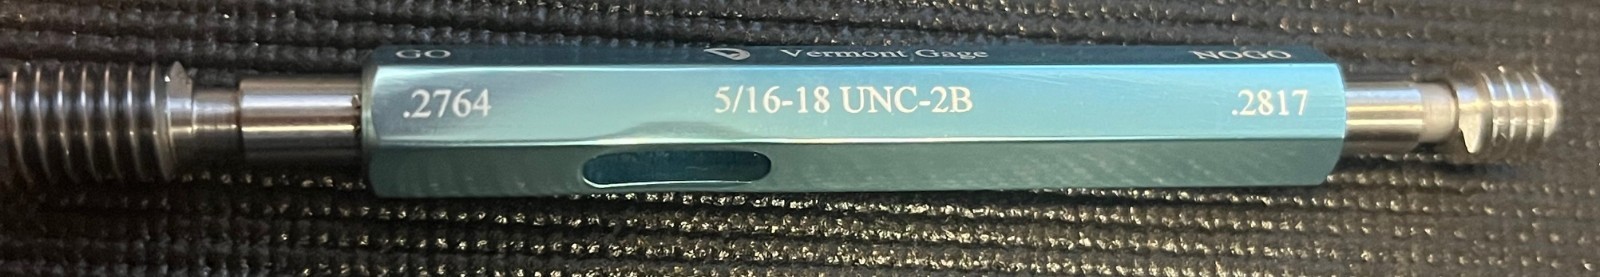 GO Vermont Gage NOGO
.2764 5/16-18 UNC-2B .2817